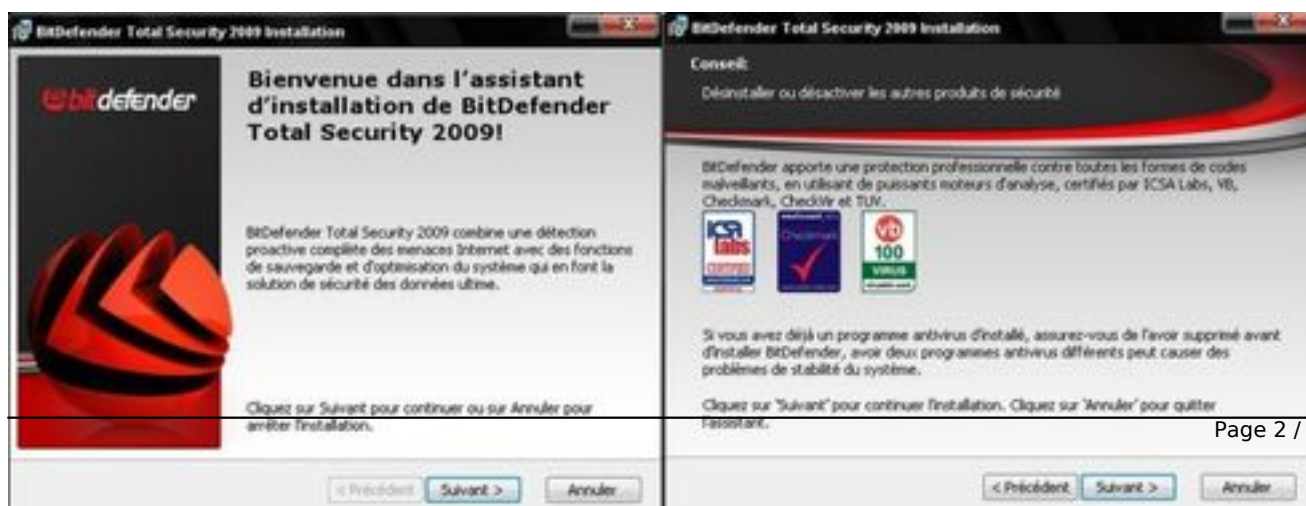 BitDefender Total Security 2009 Installation
bitdefender
Bienvenue dans l'assistant
d'installation de BitDefender
Total Security 2009!
BitDefender Total Security 2009 combine une détection
proactive complète des menaces Internet avec des fonctions
de sauvegarde et d'optimisation du système qui en font la
solution de sécurité des données ultime.
Cliquez sur Suivant pour continuer ou sur Annuler pour
arrêter l'installation.
< Précédent
Suivant >
Annuler
BitDefender Total Security 2009 Installation
Conseil:
Désinstaller ou désactiver les autres produits de sécurité
BitDefender apporte une protection professionnelle contre toutes les formes de codes
malveillants, en utilisant de puissants moteurs d'analyse, certifiés par ICSA Labs, VB,
Checkmark, CheckVir et TUV.
ICSA
labs
CERTIFIED
Checkmark
vb
100
VIRUS
Si vous avez déjà un programme antivirus d'installé, assurez-vous de l'avoir supprimé avant
d'installer BitDefender, avoir deux programmes antivirus différents peut causer des
problèmes de stabilité du système.
Cliquez sur 'Suivant' pour continuer l'installation. Cliquez sur 'Annuler' pour quitter
l'assistant.
Page 2 /
< Précédent
Suivant >
Annuler